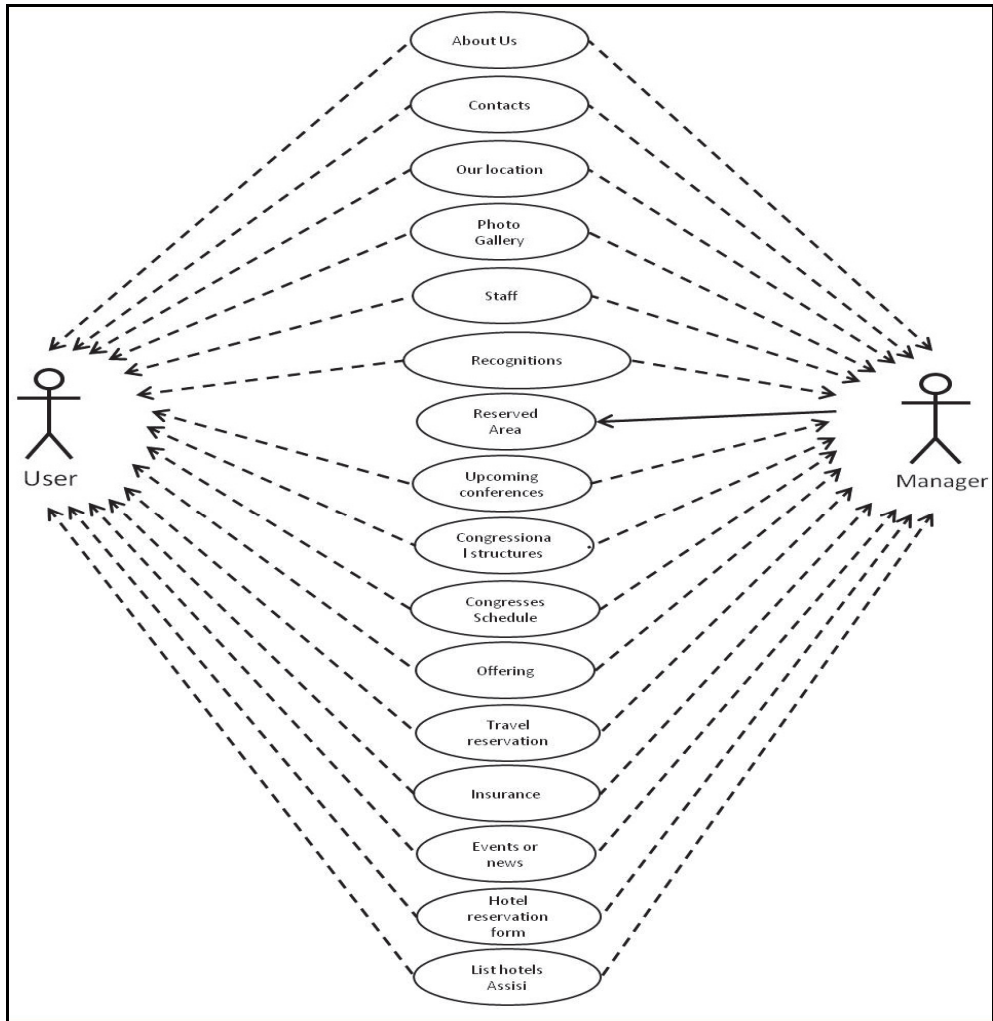 About Us
Contacts
Our location
Photo
Gallery
Staff
Recognitions
Reserved
Area
User
Manager
Upcoming
conferences
Congressiona
l structures
Congresses
Schedule
Offering
Travel
reservation
Insurance
Events or
news
Hotel
reservation
form
List hotels
Assisi